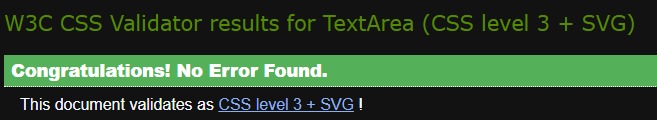 W3C CSS Validator results for TextArea (CSS level 3 + SVG)
Congratulations! No Error Found.
This document validates as CSS level 3 + SVG !